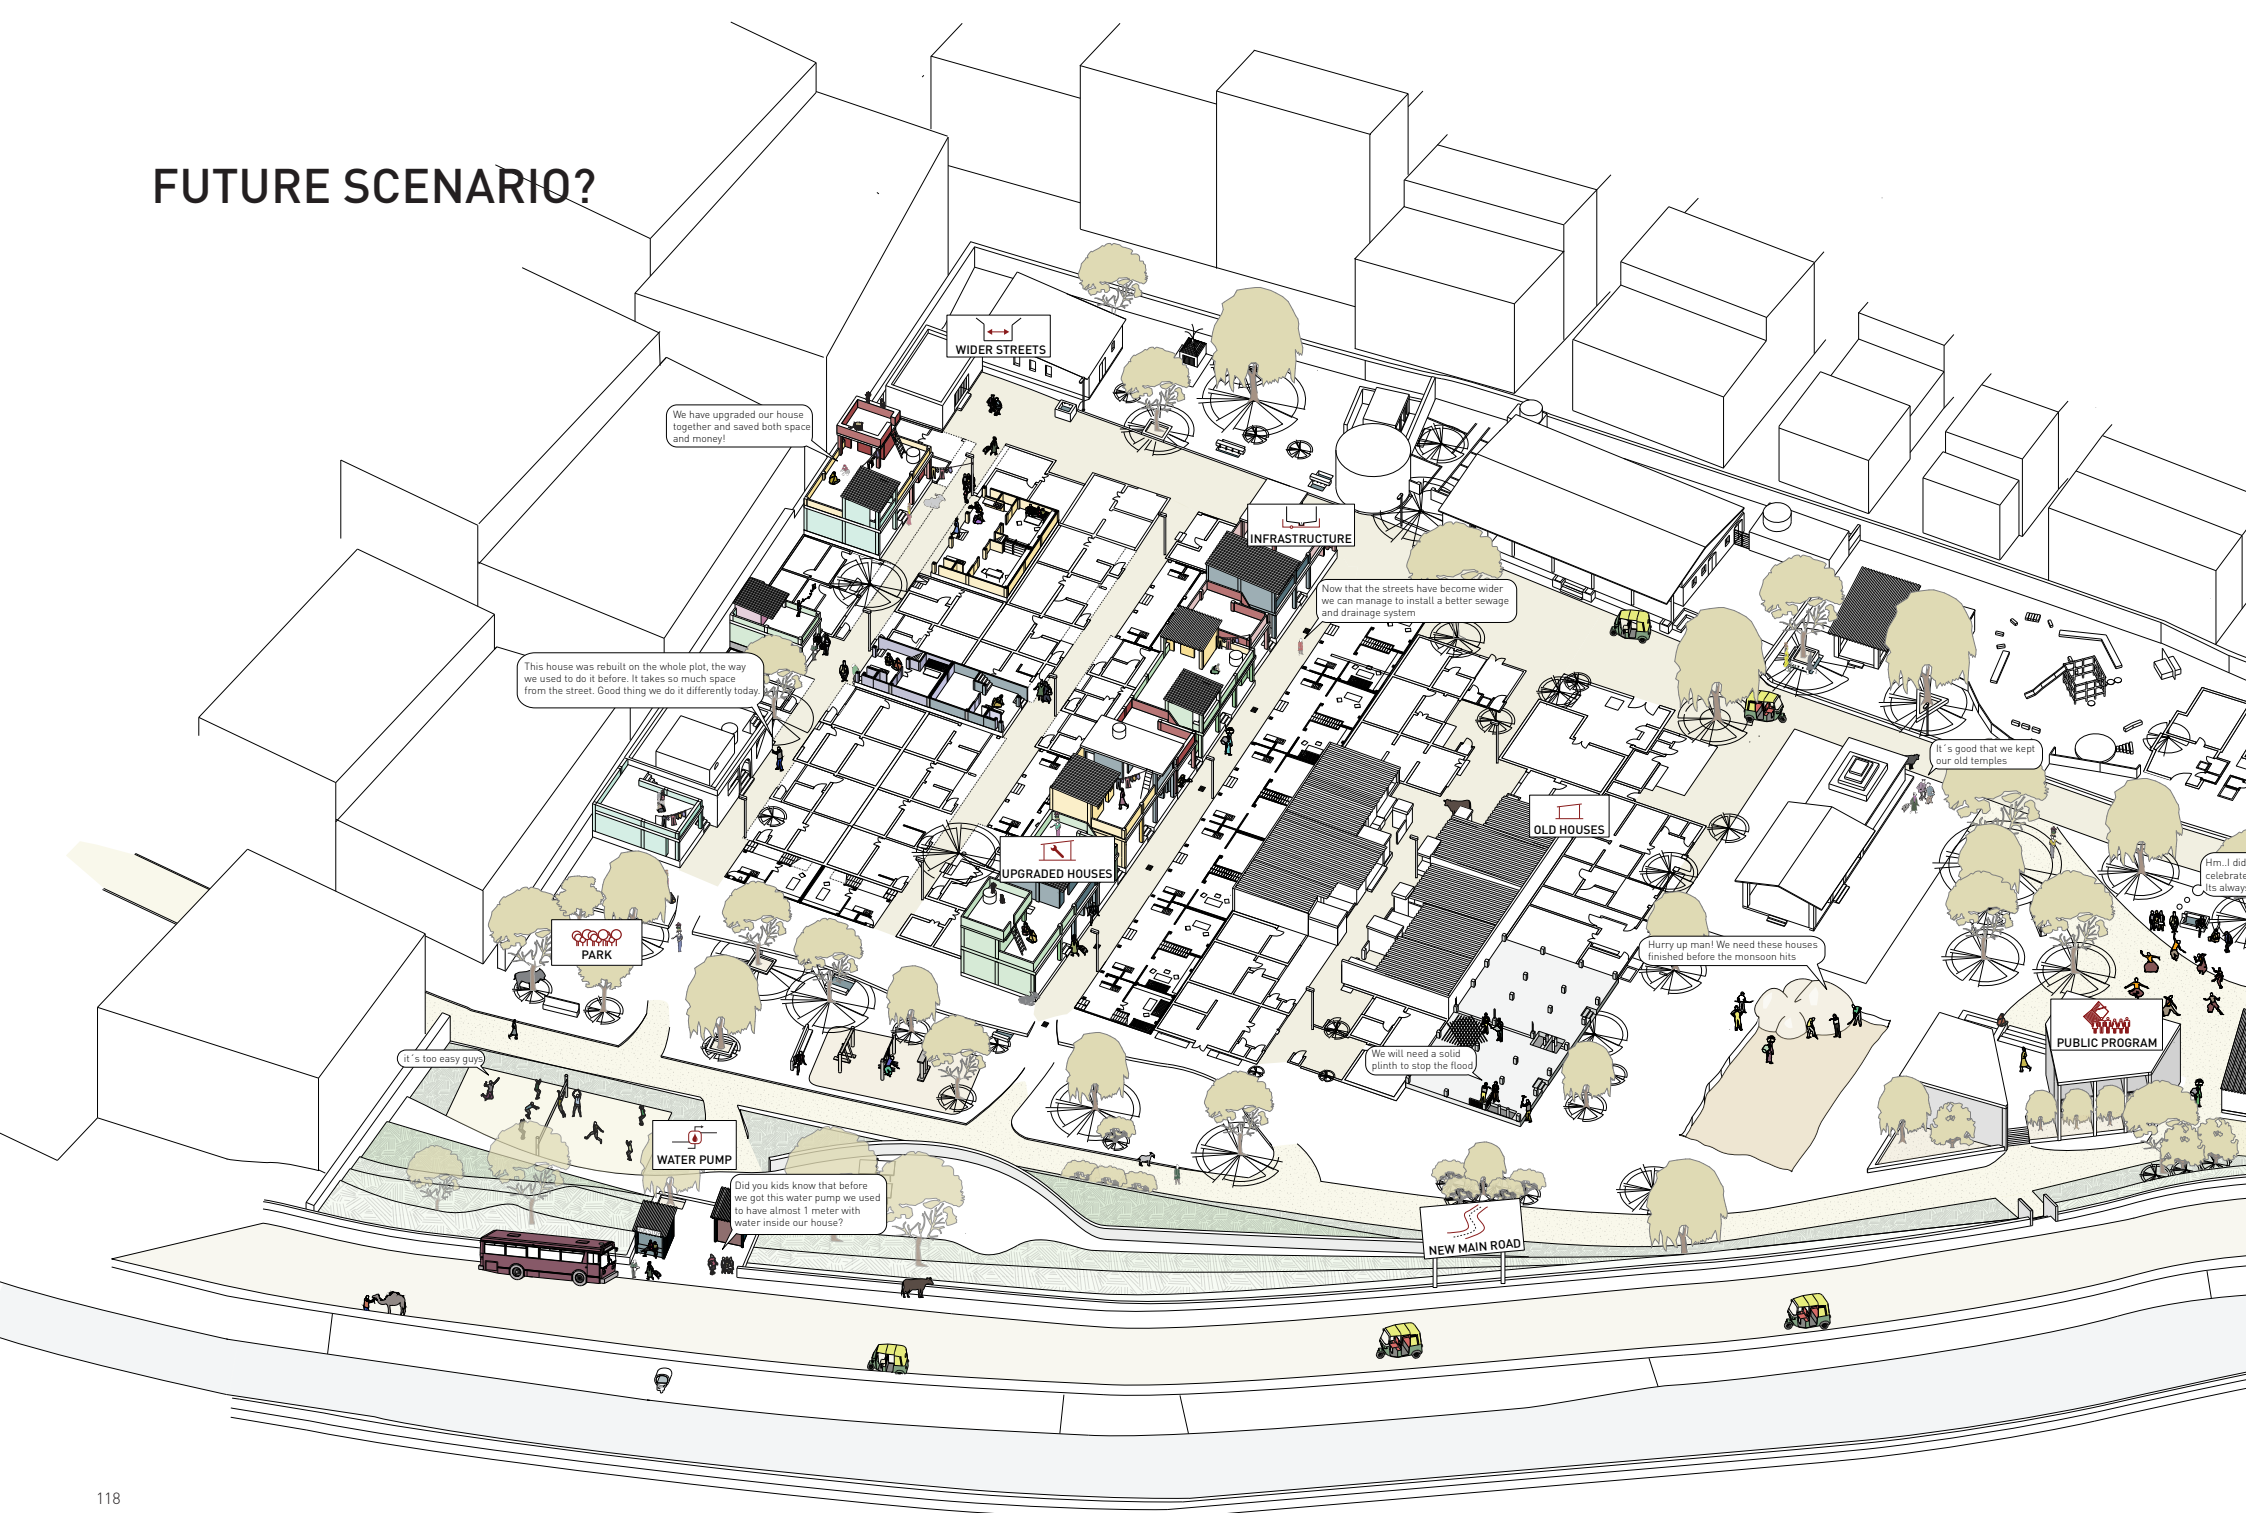 FUTURE SCENARIO?
WIDER STREETS
We have upgraded our house
together and saved both space
and money!
INFRASTRUCTURE
Now that the streets have become wider
we can manage to install a better sewage
and drainage system
This house was rebuilt on the whole plot, the way
we used to do it before. It takes so much space
from the street. Good thing we do it differently today.
It´s good that we kept
our old temples
OLD HOUSES
UPGRADED HOUSES
Hm..I did
celebrate
Its always
PARK
Hurry up man! We need these houses
finished before the monsoon hits
PUBLIC PROGRAM
it´s too easy guys
We will need a solid
plinth to stop the flood
WATER PUMP
Did you kids know that before
we got this water pump we used
to have almost 1 meter with
water inside our house?
NEW MAIN ROAD
118